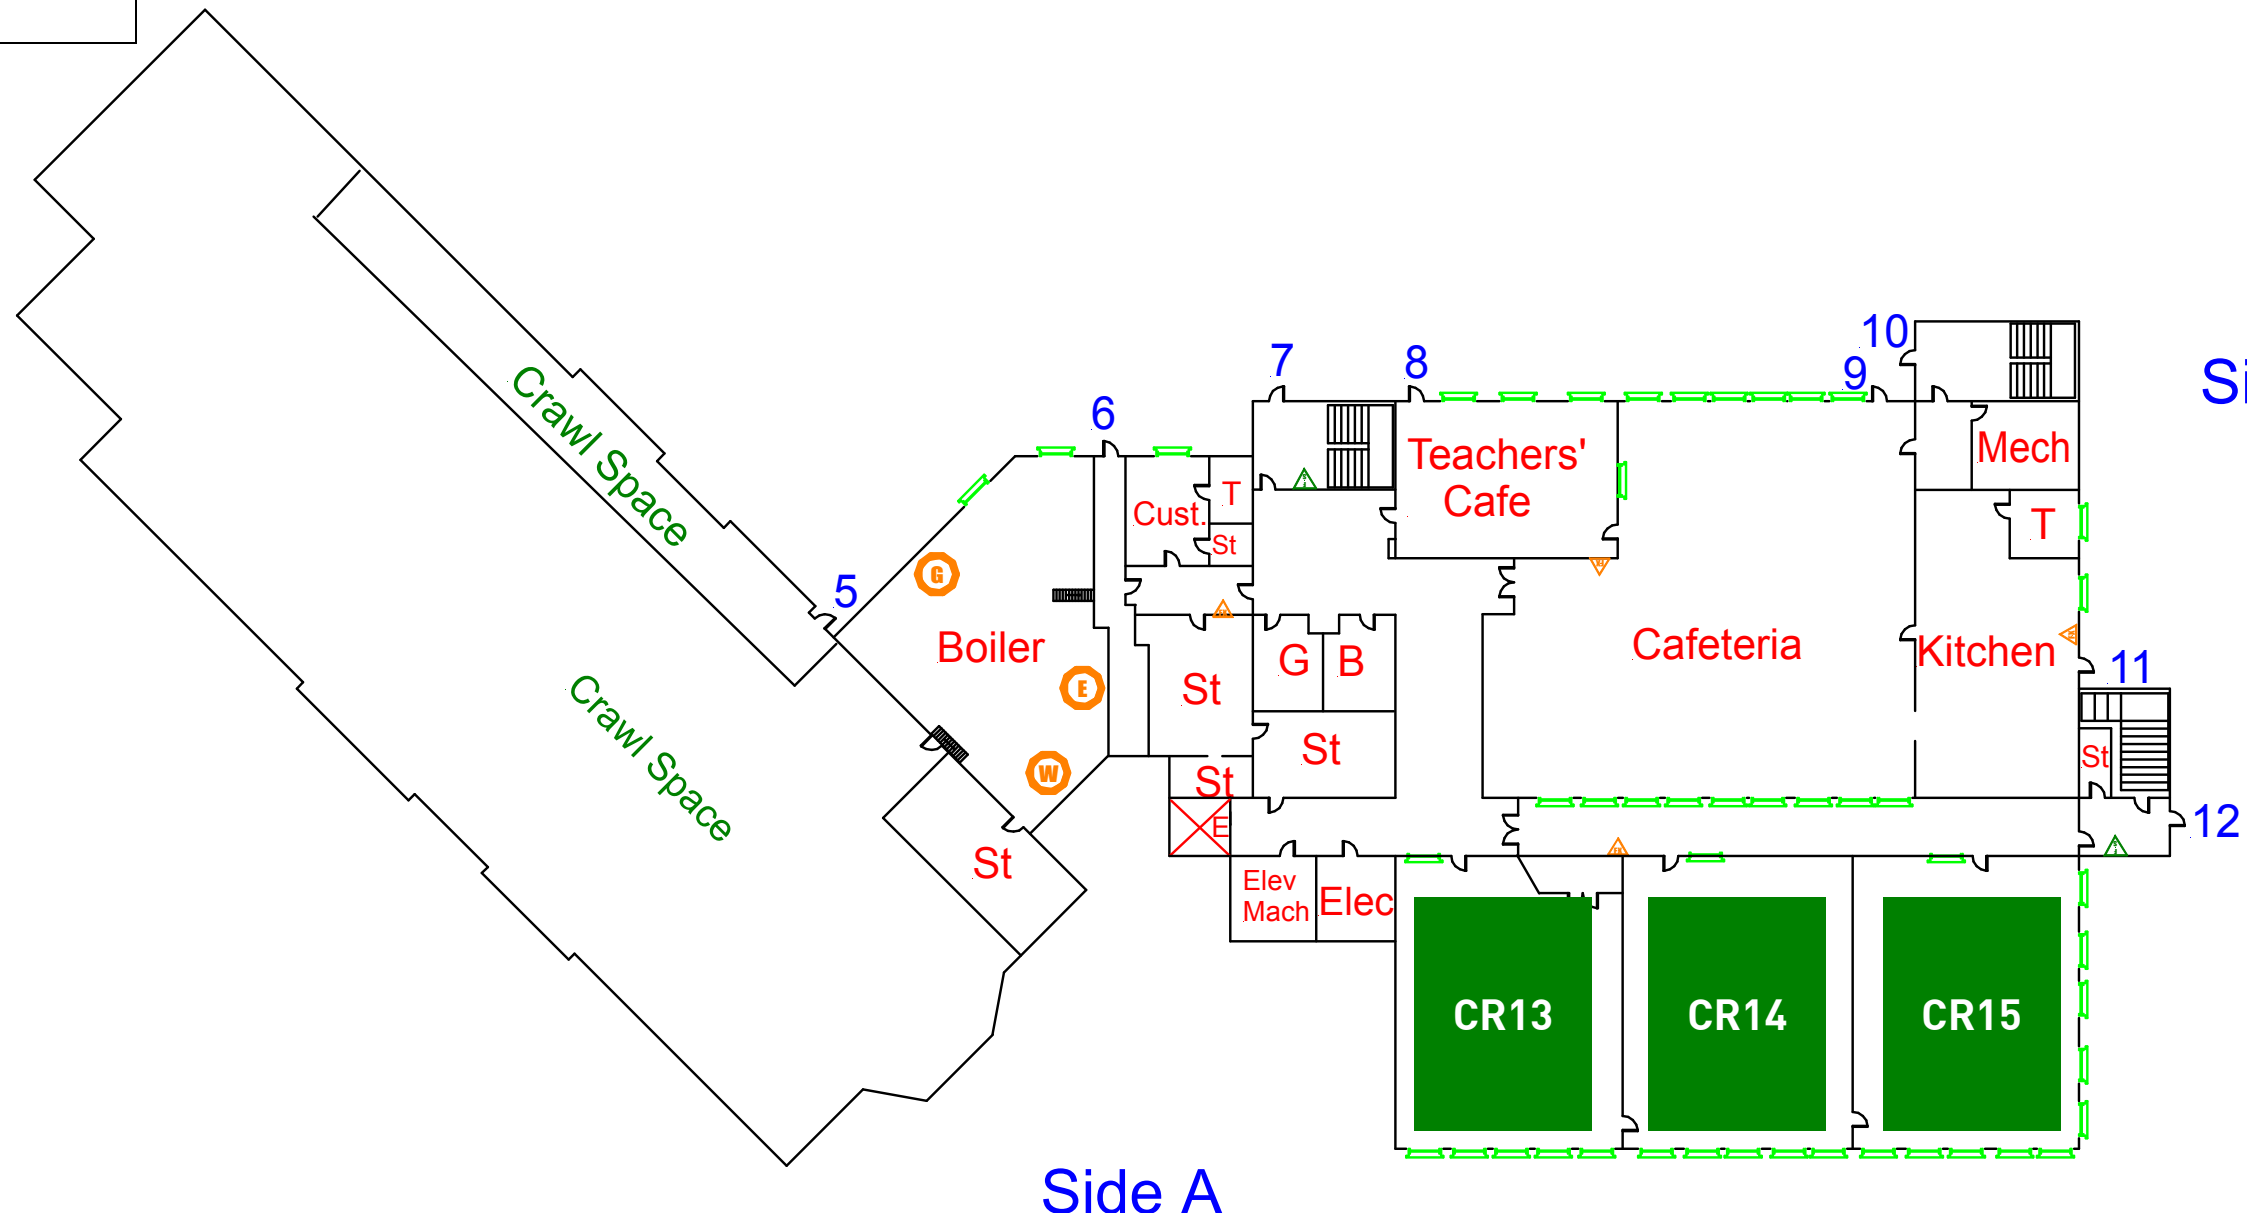 10
7
8
9
Si
6
Crawl Space
Teachers'
Cafe
Mech
T
Cust.
St
T
G
5
Boiler
Cafeteria
Kitchen
G
B
11
E
St
Crawl Space
St
St
W
St
E
12
St
Elev
Mach
Elec
CR13
CR14
CR15
Side A